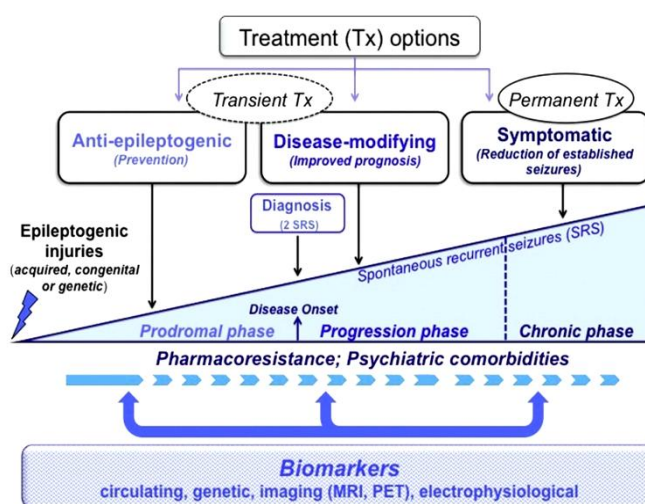 Treatment (Tx) options
Transient Tx
Permanent Tx
Anti-epileptogenic
(Prevention)
Disease-modifying
(Improved prognosis)
Symptomatic
(Reduction of established
seizures)
Diagnosis
(2 SRS)
Epileptogenic
injuries
(acquired, congenital
or genetic)
Spontaneous recurrent seizures (SRS)
Disease Onset
Prodromal phase
Progression phase
Chronic phase
Pharmacoresistance; Psychiatric comorbidities
Biomarkers
circulating, genetic, imaging (MRI, PET), electrophysiological